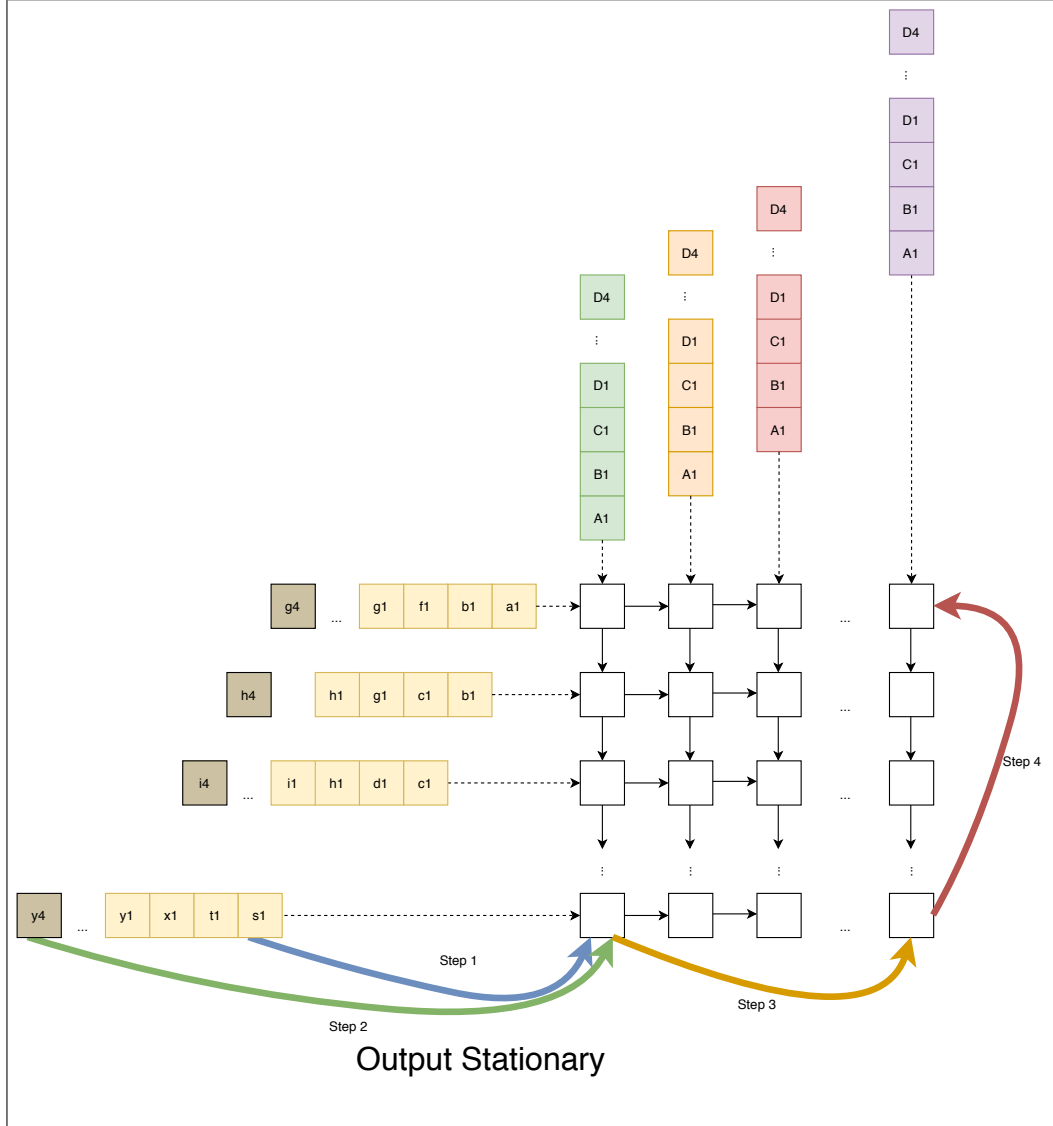 D4
⋮
D1
C1
D4
B1
D4
⋮
A1
D4
⋮
D1
⋮
D1
C1
D1
C1
B1
C1
B1
A1
B1
A1
A1
g4 ... g1 f1 b1 a1 ...
h4 h1 g1 c1 b1 ...
i4 ... i1 h1 d1 c1 ...
Step 4
⋮ ⋮ ⋮ ⋮
y4 ... y1 x1 t1 s1 ...
Step 1
Step 3
Step 2
Output Stationary